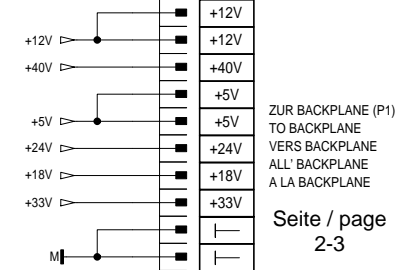 +12V
+12V +12V
+40V +40V
+5V
+5V +5V
+24V +24V
+18V +18V
+33V +33V
M
ZUR BACKPLANE (P1)
TO BACKPLANE
VERS BACKPLANE
ALL' BACKPLANE
A LA BACKPLANE
Seite / page
2-3